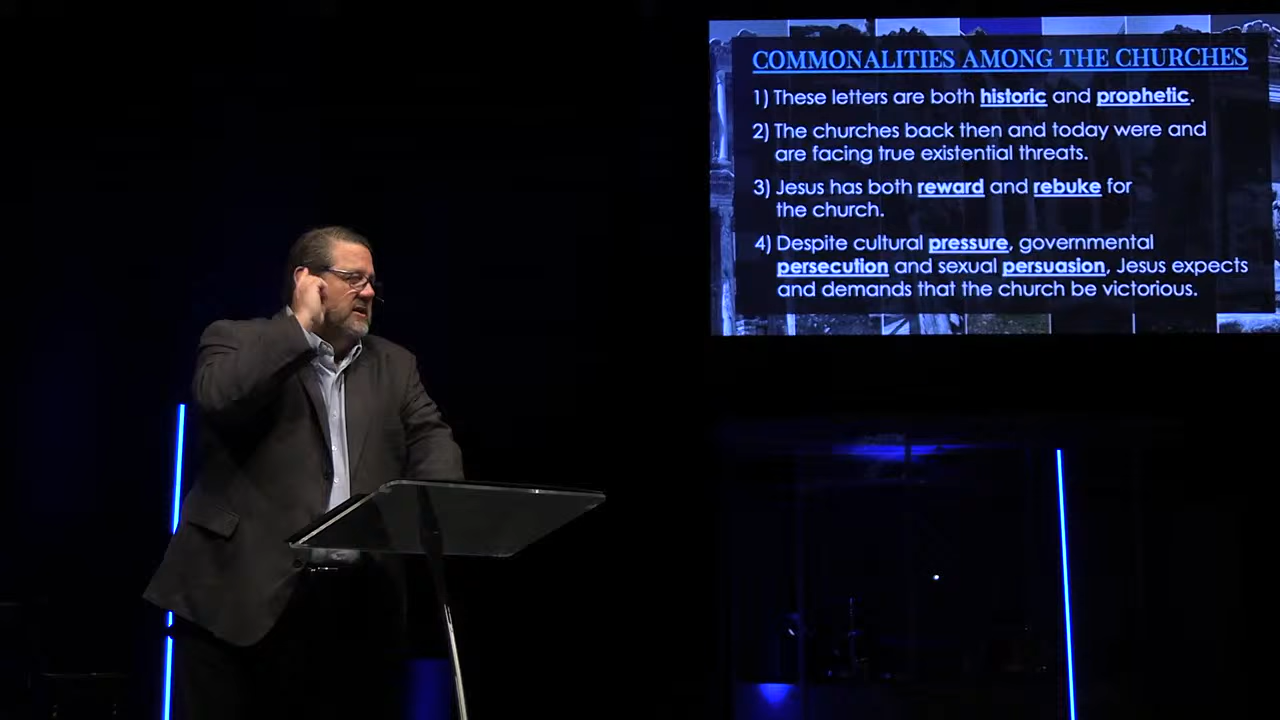 COMMONALITIES AMONG THE CHURCHES
1) These letters are both historic and prophetic.
2) The churches back then and today were and
are facing true existential threats.
3) Jesus has both reward and rebuke for
the church.
4) Despite cultural pressure, governmental
persecution and sexual persuasion, Jesus expects
and demands that the church be victorious.